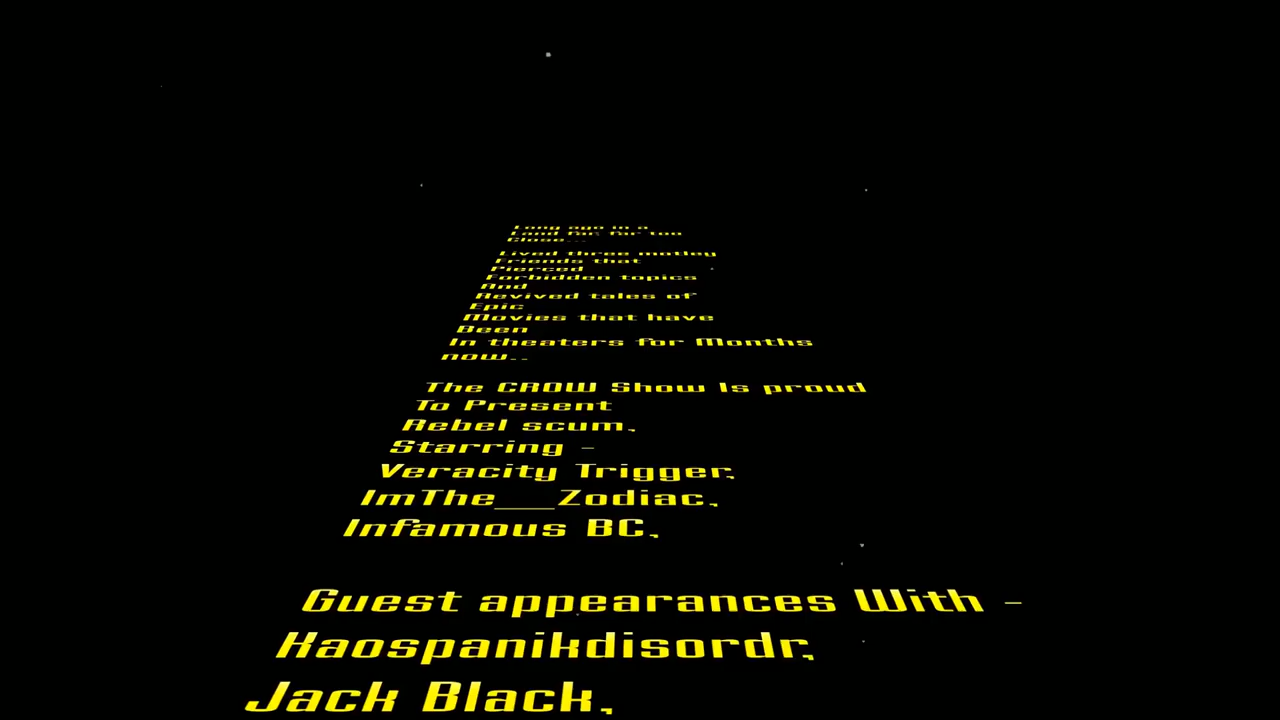 Long ago in a
Land far far too
Close...
Lived three motley
Friends that
Pierced
Forbidden topics
And
Revived tales of
Epic
Movies that have
Been
In theaters for Months
now..
The CROW Show Is proud
To Present
Rebel scum,
Starring -
Veracity Trigger,
ImThe___Zodiac,
Infamous BC,
Guest appearances With -
Kaospanikdisordr,
Jack Black,